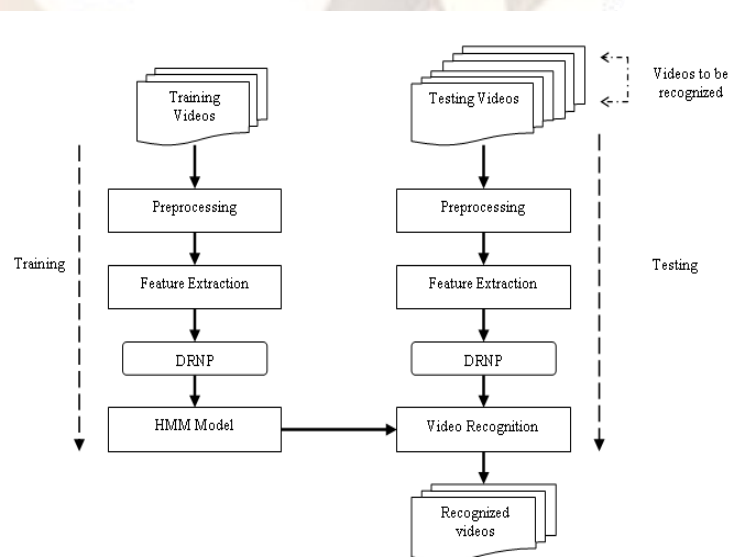 Training
Videos
Testing Videos
Videos to be
recognized
Preprocessing
Preprocessing
Training
Feature Extraction
Feature Extraction
Testing
DRNP
DRNP
HMM Model
Video Recognition
Recognized
videos